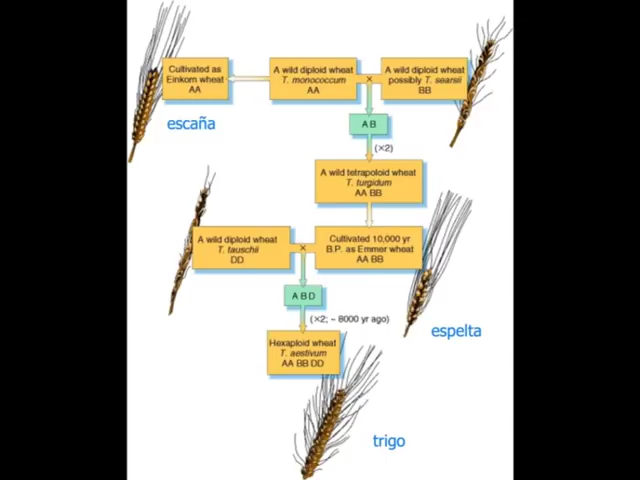 Cultivated as
Einkorn wheat
AA
A wild diploid wheat
T. monococcum
AA
×
A wild diploid wheat
possibly T. searsii
BB
escaña
A B
(×2)
A wild tetrapoloid wheat
T. turgidum
AA BB
A wild diploid wheat
T. tauschii
DD
×
Cultivated 10,000 yr
B.P. as Emmer wheat
AA BB
A B D
(×2; ~ 8000 yr ago)
espelta
Hexaploid wheat
T. aestivum
AA BB DD
trigo